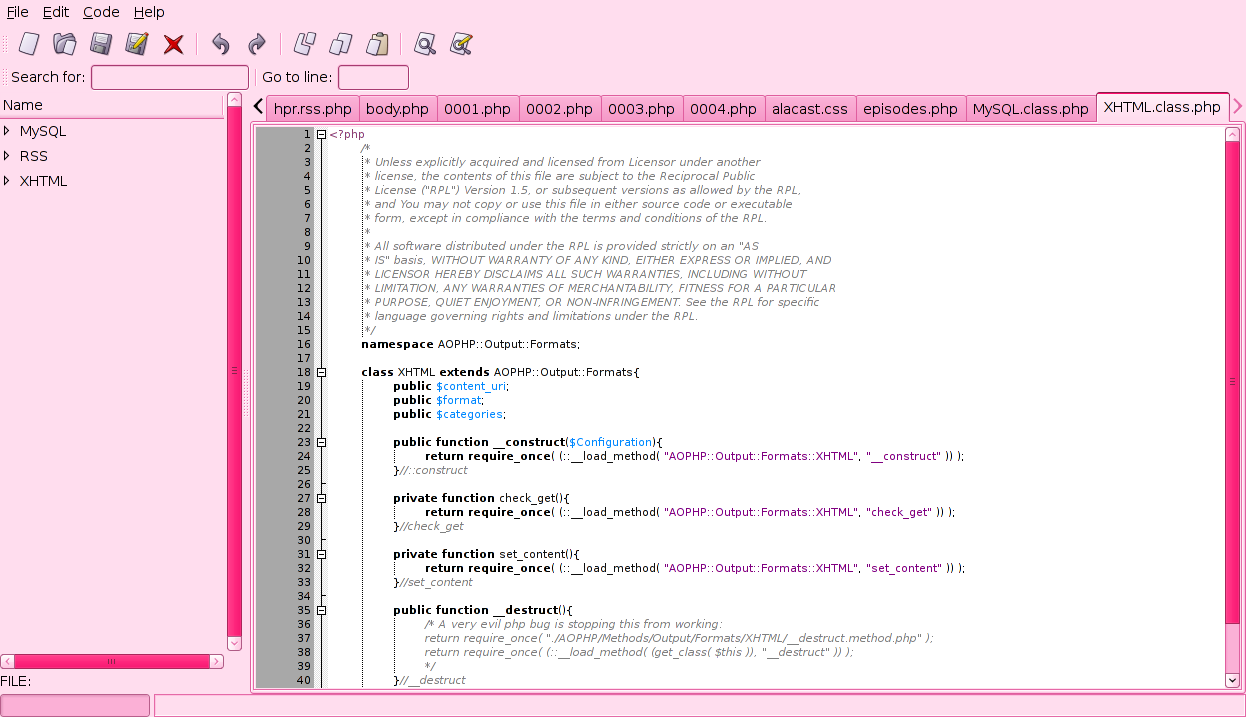 File Edit Code Help
Search for: Go to line:
Name
MySQL
RSS
XHTML
FILE:
hpr.rss.php body.php 0001.php 0002.php 0003.php 0004.php alacast.css episodes.php MySQL.class.php XHTML.class.php
1 <?php
2 /*
3 * Unless explicitly acquired and licensed from Licensor under another
4 * license, the contents of this file are subject to the Reciprocal Public
5 * License ("RPL") Version 1.5, or subsequent versions as allowed by the RPL,
6 * and You may not copy or use this file in either source code or executable
7 * form, except in compliance with the terms and conditions of the RPL.
8 *
9 * All software distributed under the RPL is provided strictly on an "AS
10 * IS" basis, WITHOUT WARRANTY OF ANY KIND, EITHER EXPRESS OR IMPLIED, AND
11 * LICENSOR HEREBY DISCLAIMS ALL SUCH WARRANTIES, INCLUDING WITHOUT
12 * LIMITATION, ANY WARRANTIES OF MERCHANTABILITY, FITNESS FOR A PARTICULAR
13 * PURPOSE, QUIET ENJOYMENT, OR NON-INFRINGEMENT. See the RPL for specific
14 * language governing rights and limitations under the RPL.
15 */
16 namespace AOPHP::Output::Formats;
17
18 class XHTML extends AOPHP::Output::Formats{
19 public $content_uri;
20 public $format;
21 public $categories;
22
23 public function __construct($Configuration){
24 return require_once( (::__load_method( "AOPHP::Output::Formats::XHTML", "__construct" )) );
25 }//::construct
26
27 private function check_get(){
28 return require_once( (::__load_method( "AOPHP::Output::Formats::XHTML", "check_get" )) );
29 }//check_get
30
31 private function set_content(){
32 return require_once( (::__load_method( "AOPHP::Output::Formats::XHTML", "set_content" )) );
33 }//set_content
34
35 public function __destruct(){
36 /* A very evil php bug is stopping this from working:
37 return require_once( "./AOPHP/Methods/Output/Formats/XHTML/__destruct.method.php" );
38 return require_once( (::__load_method( (get_class( $this )), "__destruct" )) );
39 */
40 }//__destruct